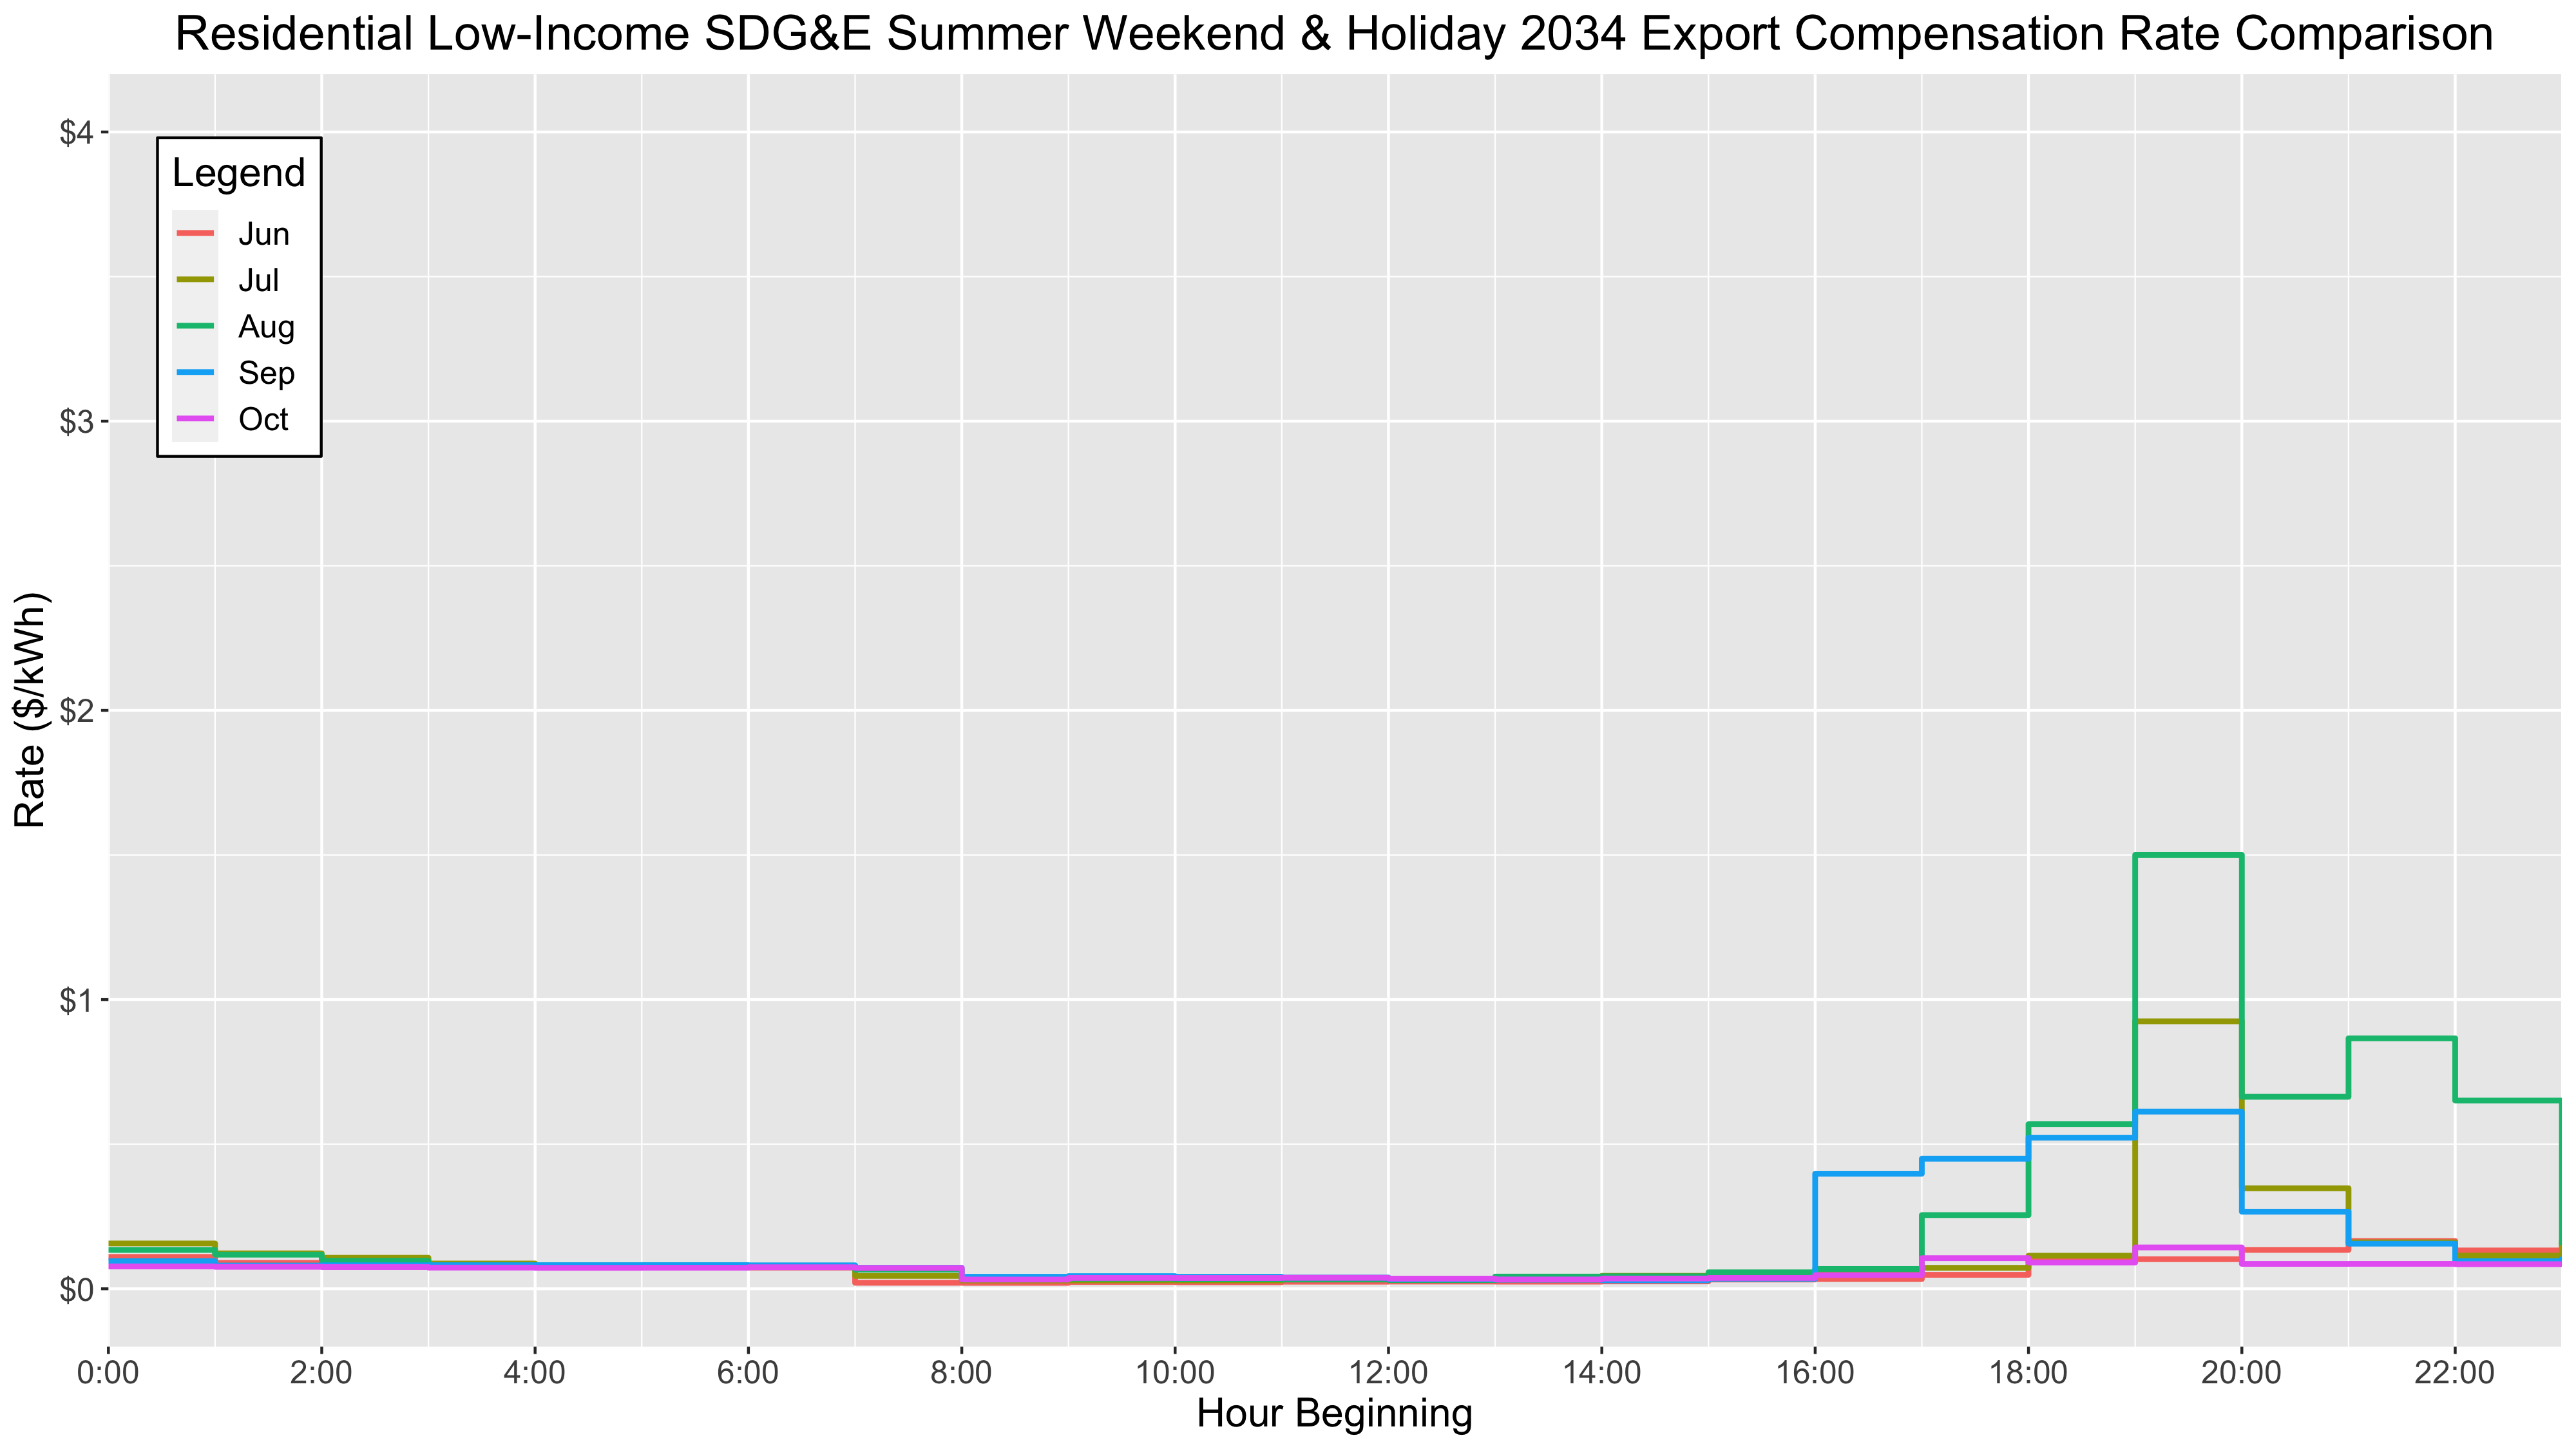 Residential Low-Income SDG&E Summer Weekend & Holiday 2034 Export Compensation Rate Comparison
$4
Legend
Jun
Jul
Aug
Sep
Oct
$3
Rate ($/kWh)
$2
$1
$0
0:00 2:00 4:00 6:00 8:00 10:00 12:00 14:00 16:00 18:00 20:00 22:00
Hour Beginning